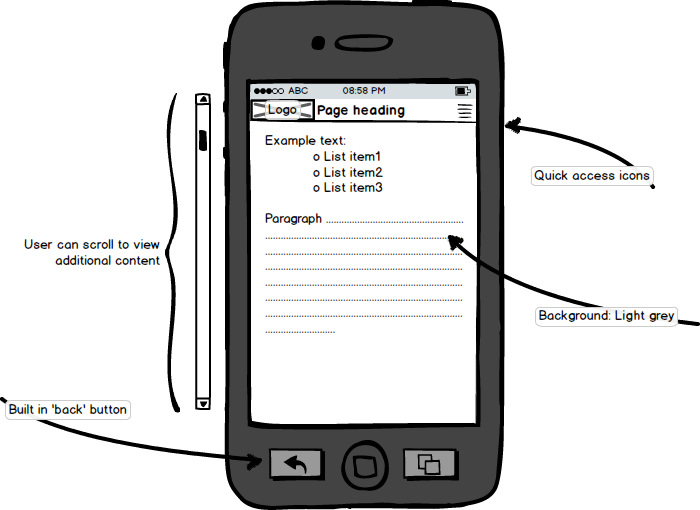 ABC 08:58 PM
Logo Page heading
Example text:
o List item1
o List item2
o List item3
Paragraph ........................................................
User can scroll to view
additional content
Quick access icons
Background: Light grey
Built in 'back' button